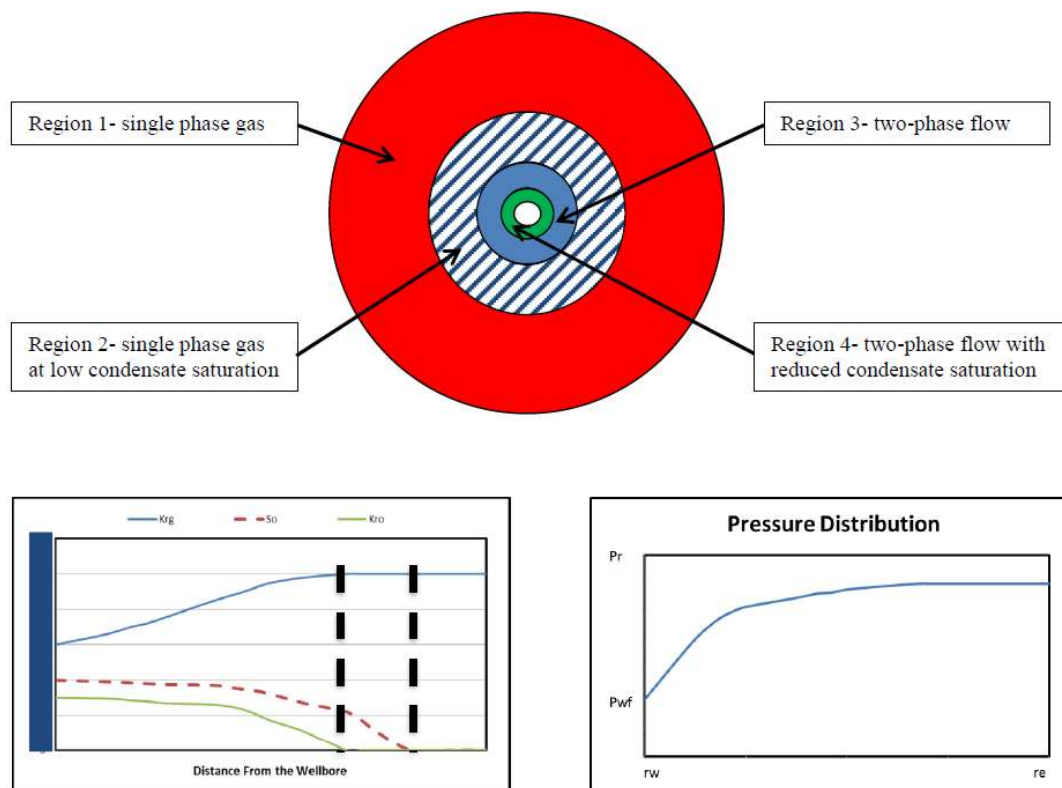 Region 1- single phase gas
Region 3- two-phase flow
Region 2- single phase gas
at low condensate saturation
Region 4- two-phase flow with
reduced condensate saturation
Krg
So
Kro
Distance From the Wellbore
Pressure Distribution
Pr
Pwf
rw
re